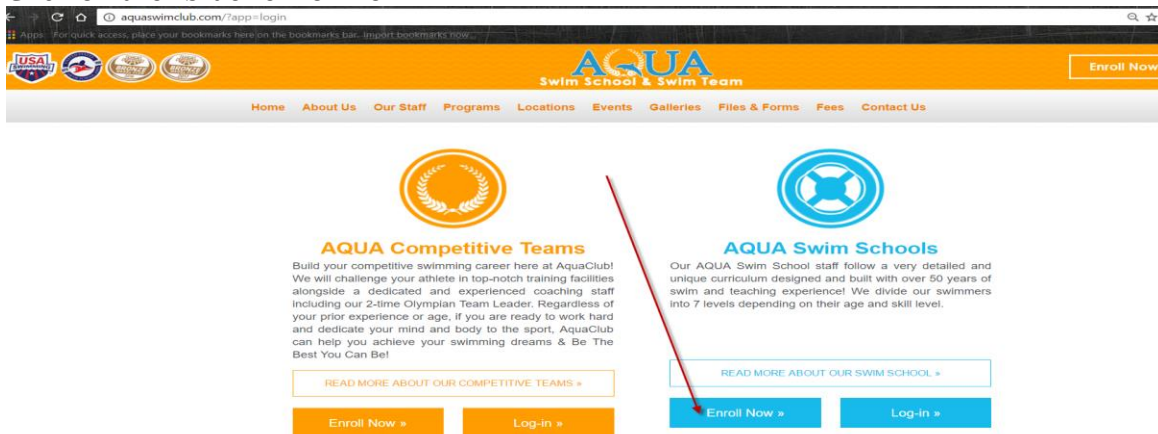 aquaswimclub.com/?app=login
Apps For quick access, place your bookmarks here on the bookmarks bar. Import bookmarks now...
USA
AQUA
Swim School & Swim Team
Enroll Now
Home About Us Our Staff Programs Locations Events Galleries Files & Forms Fees Contact Us
AQUA Competitive Teams
Build your competitive swimming career here at AquaClub!
We will challenge your athlete in top-notch training facilities
alongside a dedicated and experienced coaching staff
including our 2-time Olympian Team Leader. Regardless of
your prior experience or age, if you are ready to work hard
and dedicate your mind and body to the sport, AquaClub
can help you achieve your swimming dreams & Be The
Best You Can Be!
READ MORE ABOUT OUR COMPETITIVE TEAMS »
Enroll Now » Log-in »
AQUA Swim Schools
Our AQUA Swim School staff follow a very detailed and
unique curriculum designed and built with over 50 years of
swim and teaching experience! We divide our swimmers
into 7 levels depending on their age and skill level.
READ MORE ABOUT OUR SWIM SCHOOL »
Enroll Now » Log-in »